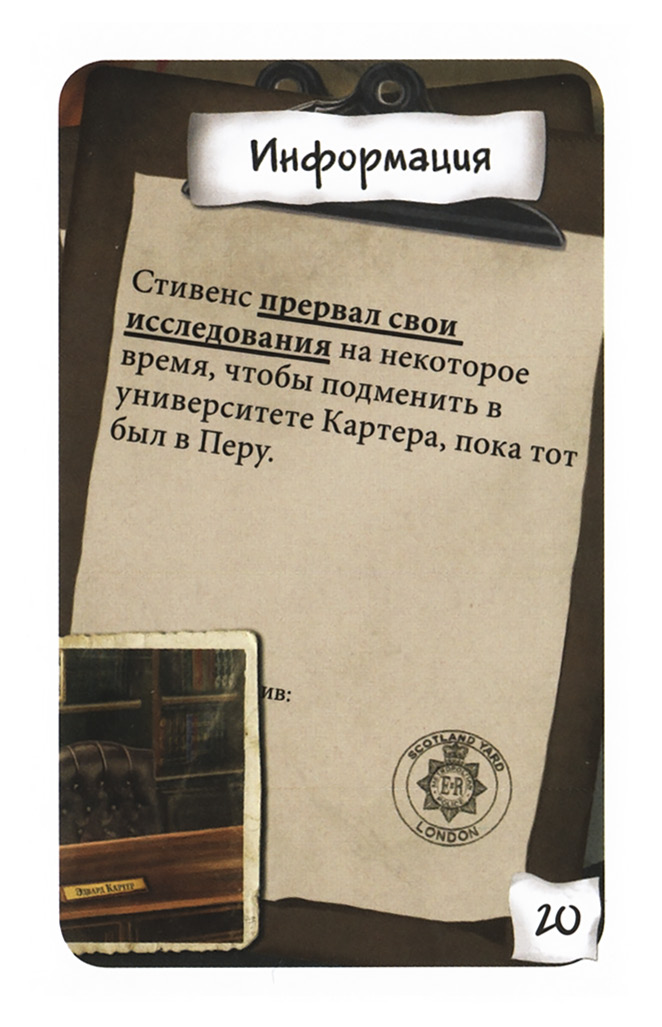 Информация
Стивенс прервал свои
исследования на некоторое
время, чтобы подменить в
университете Картера, пока тот
был в Перу.
ив:
SCOTLAND YARD
E R
LONDON
Эдвард Картер
20